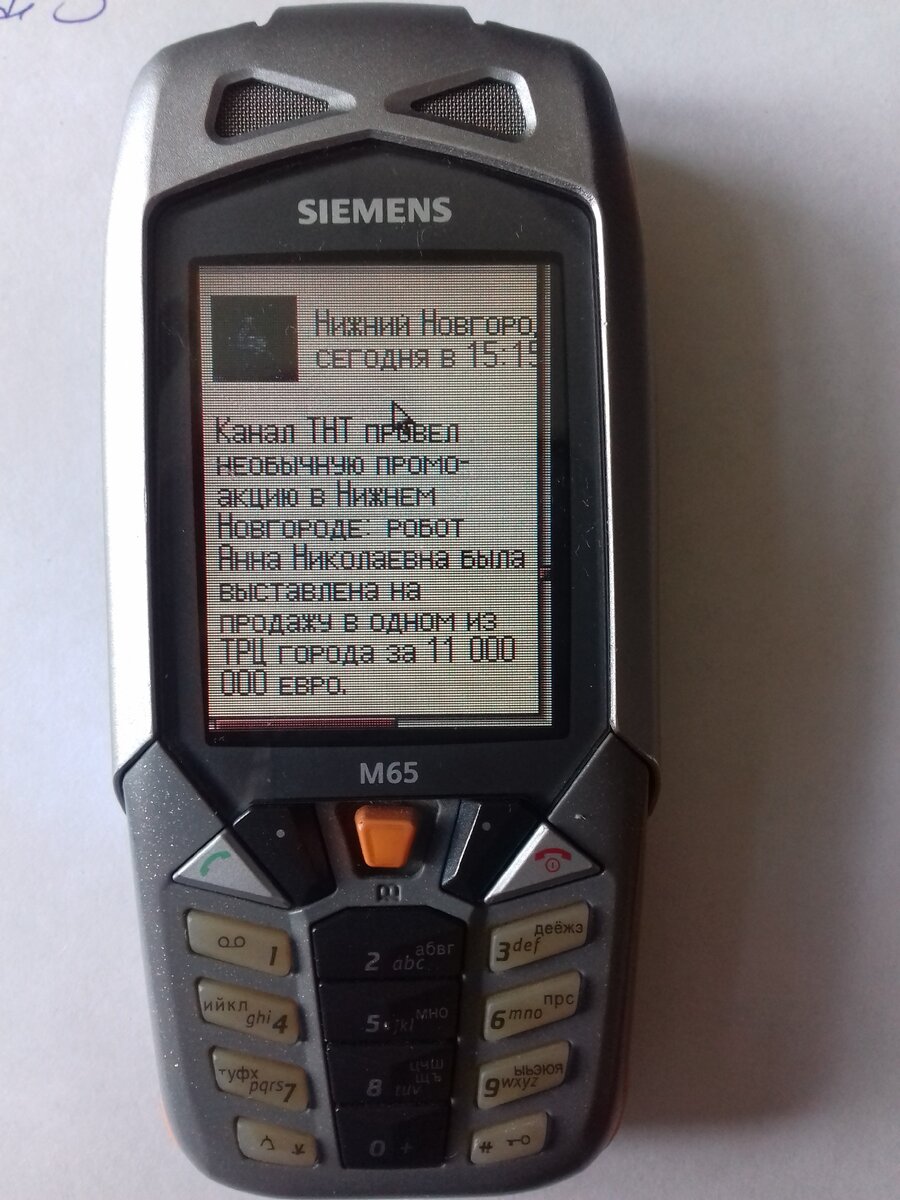 SIEMENS
Нижний Новгород
сегодня в 15:15
Канал ТНТ провел
необычную промо-
акцию в Нижнем
Новгороде: робот
Анна Николаевна была
выставлена на
продажу в одном из
ТРЦ города за 11 000
000 евро.
M65
1
2 абвг abc
3 деёжз def
ийкл ghi 4
5 мно jkl
6 прс mno
туфх pqrs 7
8 цчш щъ tuv
9 ыьэюя wxyz
*
0 +
#